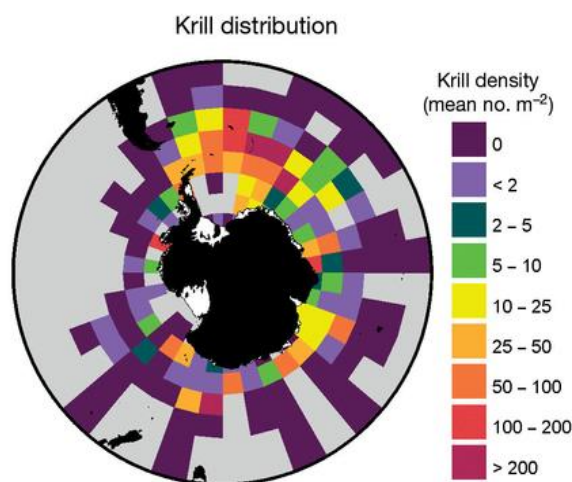 Krill distribution
Krill density
(mean no. m⁻²)
0
< 2
2 – 5
5 – 10
10 – 25
25 – 50
50 – 100
100 – 200
> 200